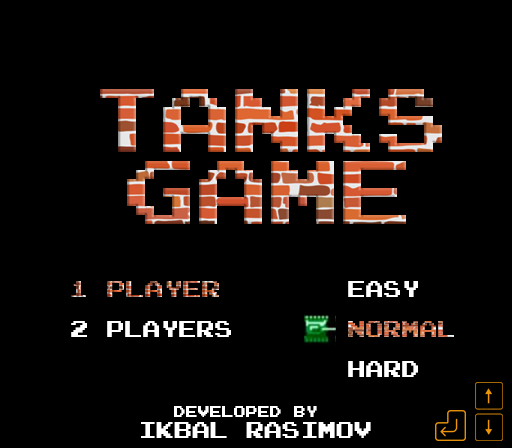 TANKS
GAME
1 PLAYER
2 PLAYERS
EASY
NORMAL
HARD
DEVELOPED BY
IKBAL RASIMOV